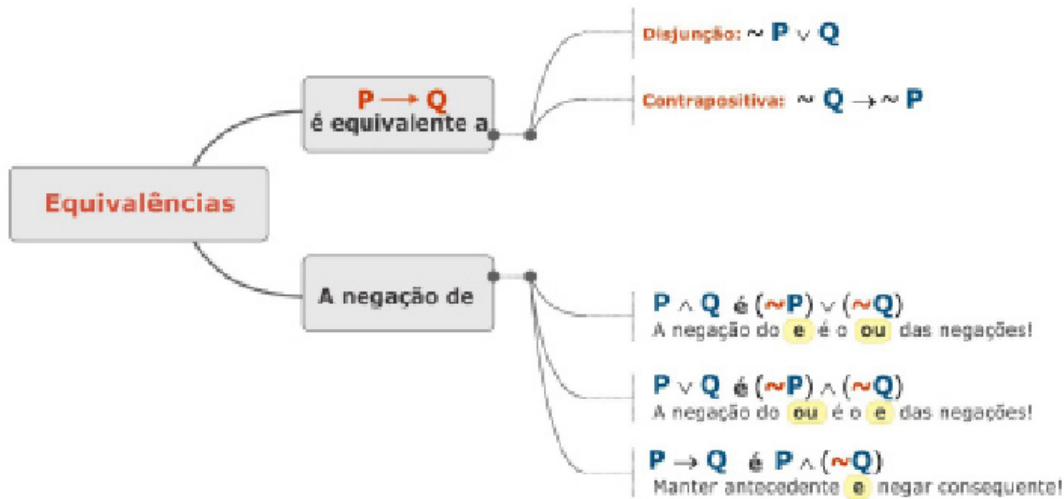 Equivalências
P → Q
é equivalente a
Disjunção: ~ P ∨ Q
Contrapositiva: ~ Q → ~ P
A negação de
P ∧ Q é (~P) ∨ (~Q)
A negação do e é o ou das negações!
P ∨ Q é (~P) ∧ (~Q)
A negação do ou é o e das negações!
P → Q é P ∧ (~Q)
Manter antecedente e negar consequente!